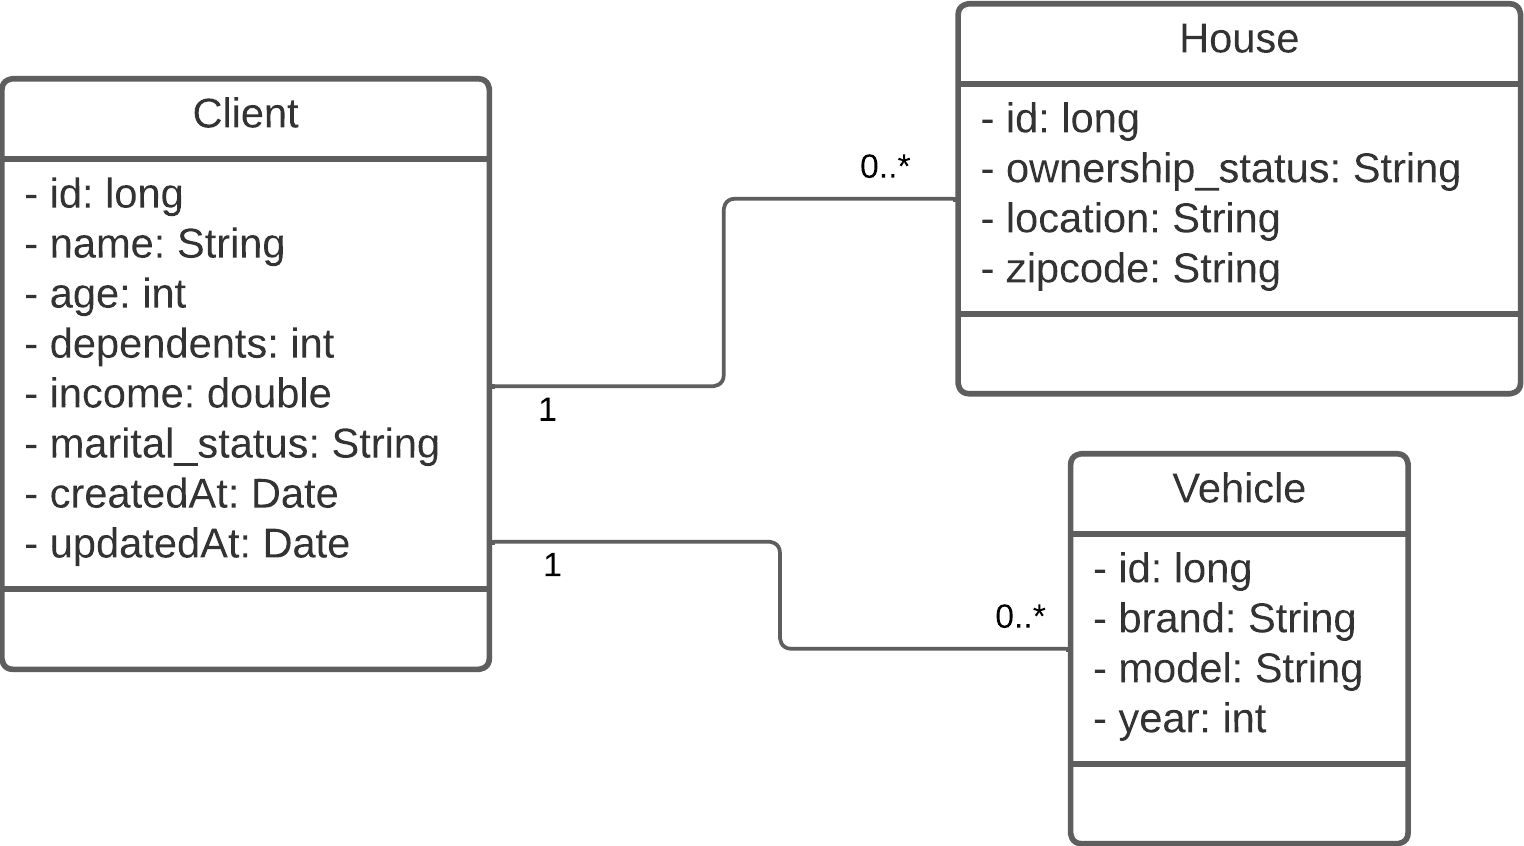 Client
- id: long
- name: String
- age: int
- dependents: int
- income: double
- marital_status: String
- createdAt: Date
- updatedAt: Date
1
0..*
House
- id: long
- ownership_status: String
- location: String
- zipcode: String
1
0..*
Vehicle
- id: long
- brand: String
- model: String
- year: int